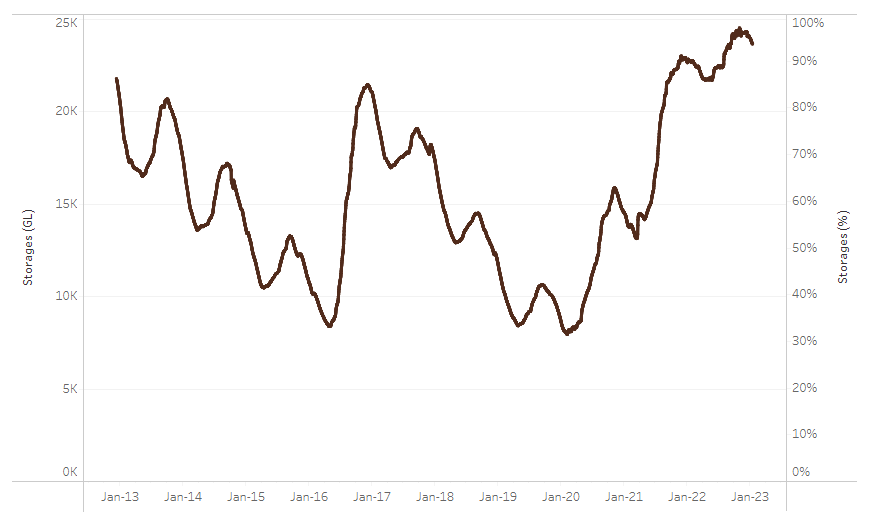 25K
20K
15K
10K
5K
0K
Storages (GL)
100%
90%
80%
70%
60%
50%
40%
30%
20%
10%
0%
Storages (%)
Jan-13 Jan-14 Jan-15 Jan-16 Jan-17 Jan-18 Jan-19 Jan-20 Jan-21 Jan-22 Jan-23